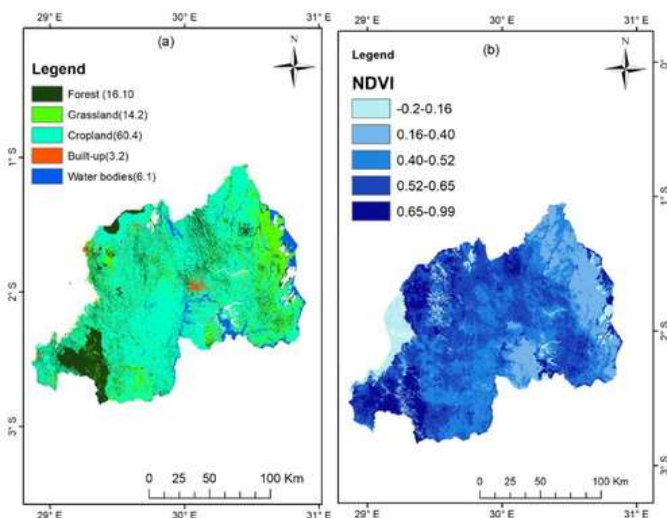 29° E 30° E 31° E
(a)
N
Legend
Forest (16.10
Grassland(14.2)
Cropland(60.4)
Built-up(3.2)
Water bodies(6.1)
1° S
2° S
3° S
0 25 50 100 Km
29° E 30° E 31° E
29° E 30° E 31° E
(b)
N
Legend
NDVI
-0.2-0.16
0.16-0.40
0.40-0.52
0.52-0.65
0.65-0.99
0°
1° S
2° S
3° S
0 25 50 100 Km
29° E 30° E 31° E